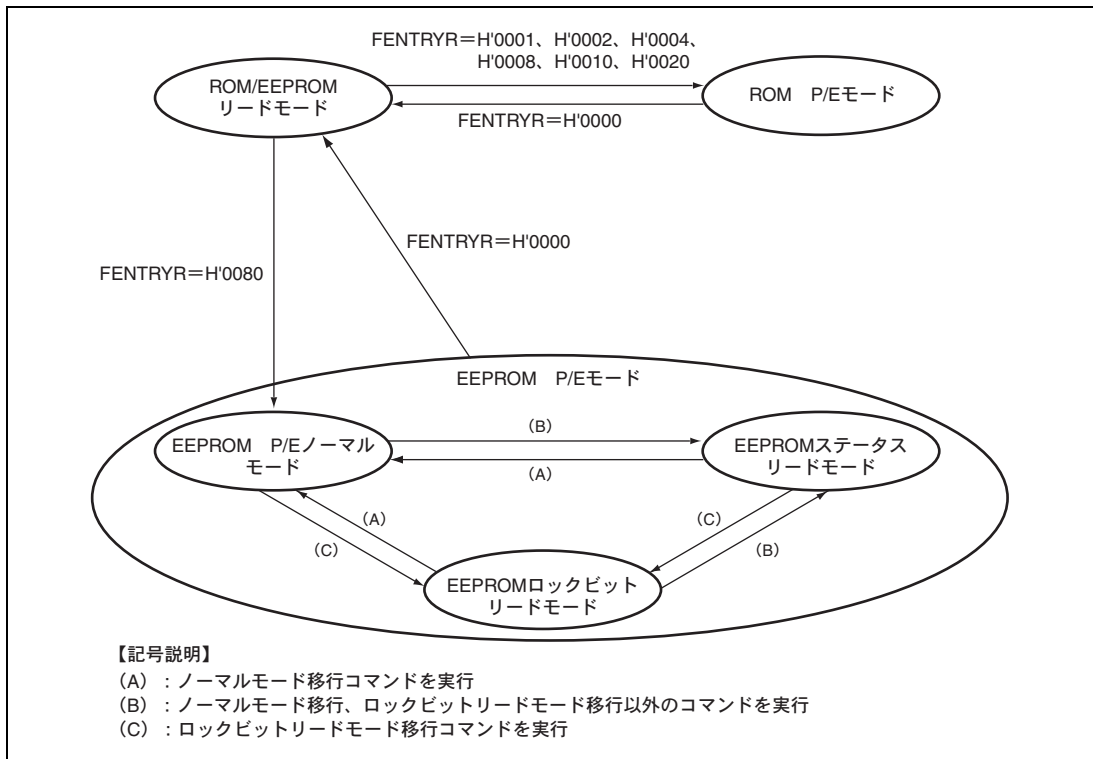 FENTRYR＝H'0001、H'0002、H'0004、
H'0008、H'0010、H'0020
ROM/EEPROM
リードモード
ROM　P/Eモード
FENTRYR＝H'0000
FENTRYR＝H'0000
FENTRYR＝H'0080
EEPROM　P/Eモード
EEPROM　P/Eノーマル
モード
（B）
（A）
EEPROMステータス
リードモード
（A）
（C）
（C）
（B）
EEPROMロックビット
リードモード
【記号説明】
（A）：ノーマルモード移行コマンドを実行
（B）：ノーマルモード移行、ロックビットリードモード移行以外のコマンドを実行
（C）：ロックビットリードモード移行コマンドを実行